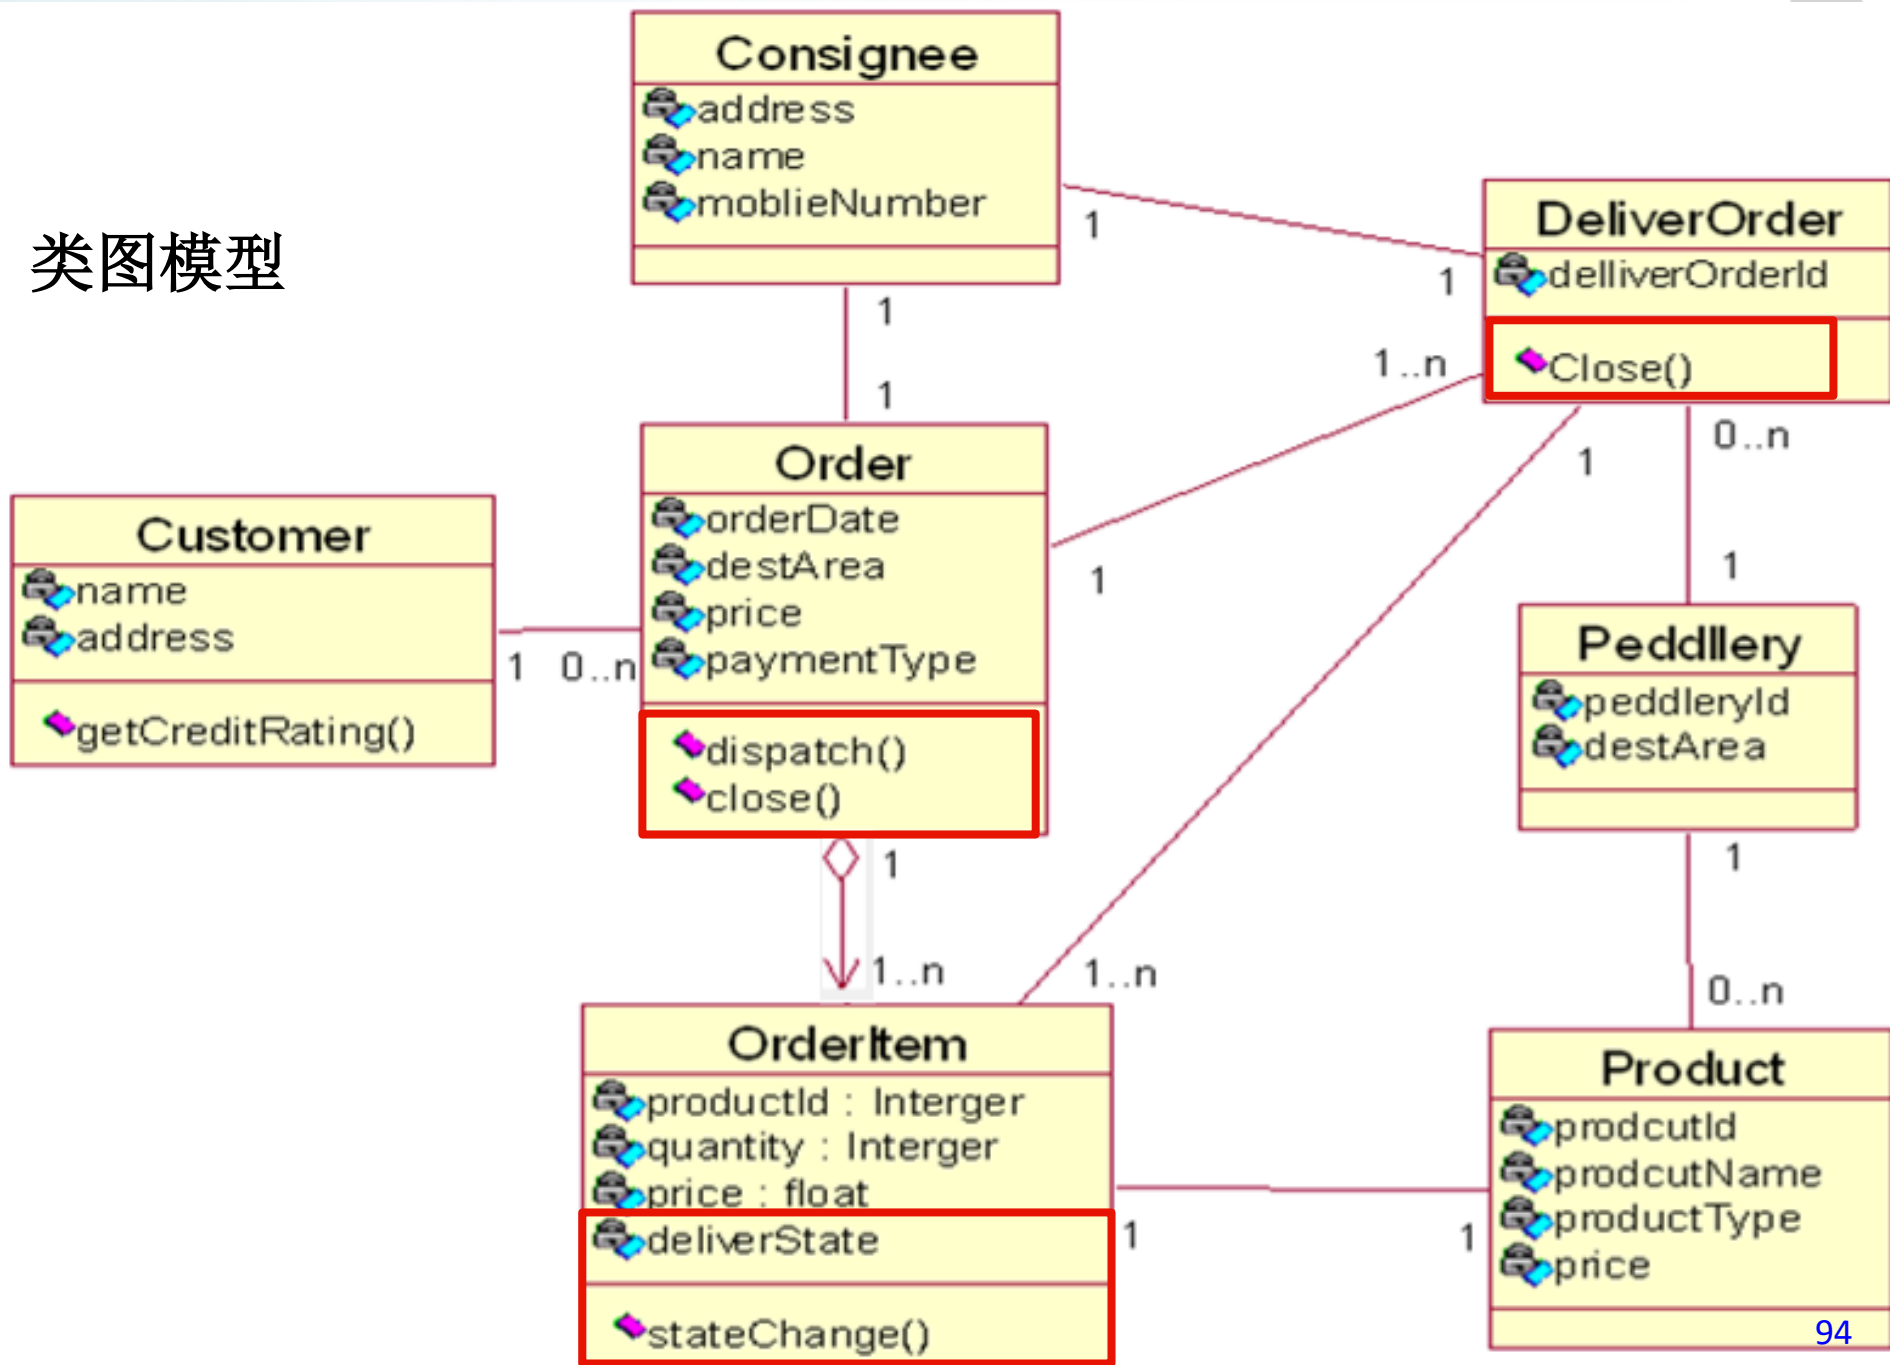 类图模型
Consignee
address
name
moblieNumber
1
1
1
1
DeliverOrder
delliverOrderId
Close()
1..n
1
1
0..n
Order
orderDate
destArea
price
paymentType
dispatch()
close()
Customer
name
address
getCreditRating()
1
0..n
1
Peddllery
peddleryId
destArea
1
0..n
1
1..n
1..n
OrderItem
productId : Interger
quantity : Interger
price : float
deliverState
stateChange()
1
1
Product
prodcutId
prodcutName
productType
price
94